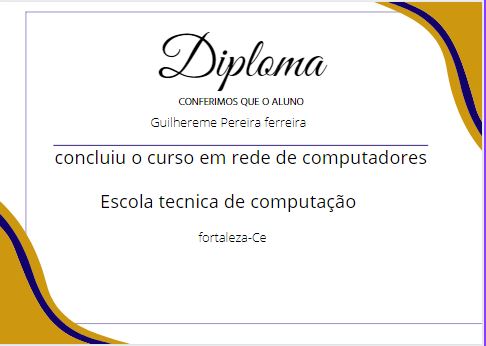 Diploma
CONFERIMOS QUE O ALUNO
Guilhereme Pereira ferreira
concluiu o curso em rede de computadores
Escola tecnica de computação
fortaleza-Ce